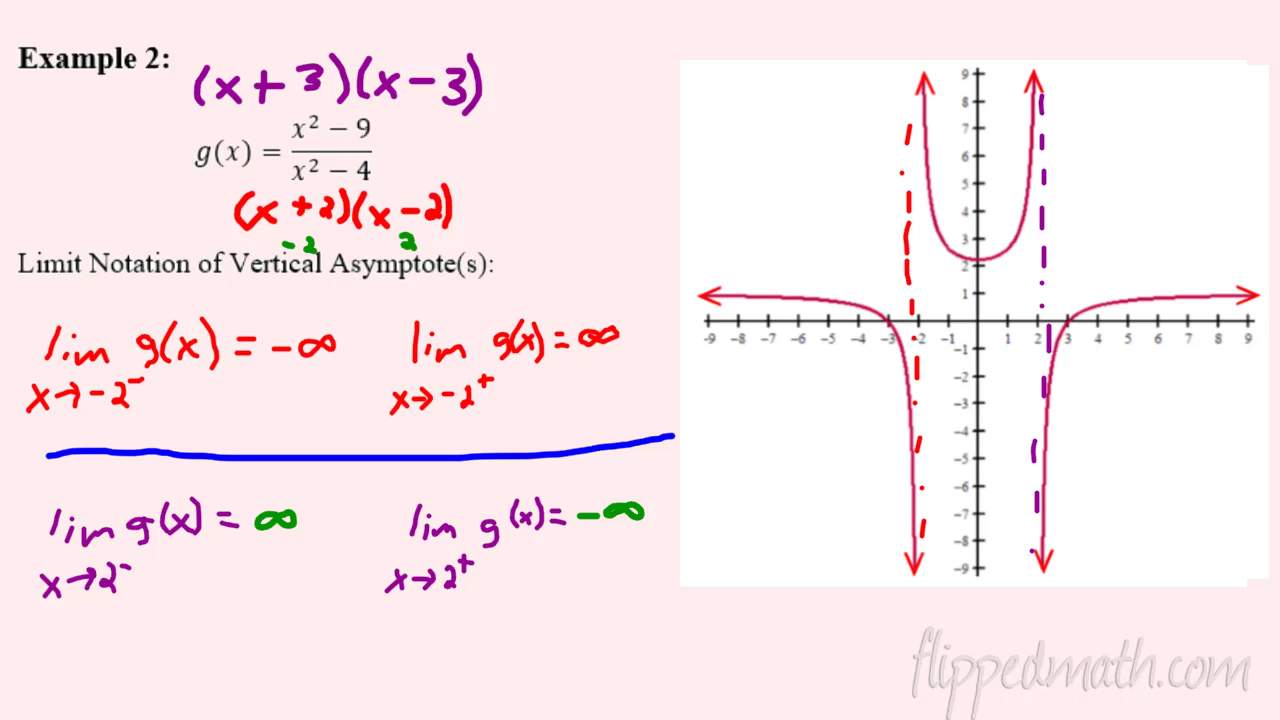 Example 2:
(x+3)(x-3)
g(x) = x² − 9 / x² − 4
(x+2)(x-2)
-2 2
Limit Notation of Vertical Asymptote(s):
lim g(x) = -∞ lim g(x) = ∞
x→-2⁻ x→-2⁺
lim g(x) = ∞ lim g(x) = -∞
x→2⁻ x→2⁺
9
8
7
6
5
4
3
2
1
-9 -8 -7 -6 -5 -4 -3 -2 -1 1 2 3 4 5 6 7 8 9
-1
-2
-3
-4
-5
-6
-7
-8
-9
flippedmath.com